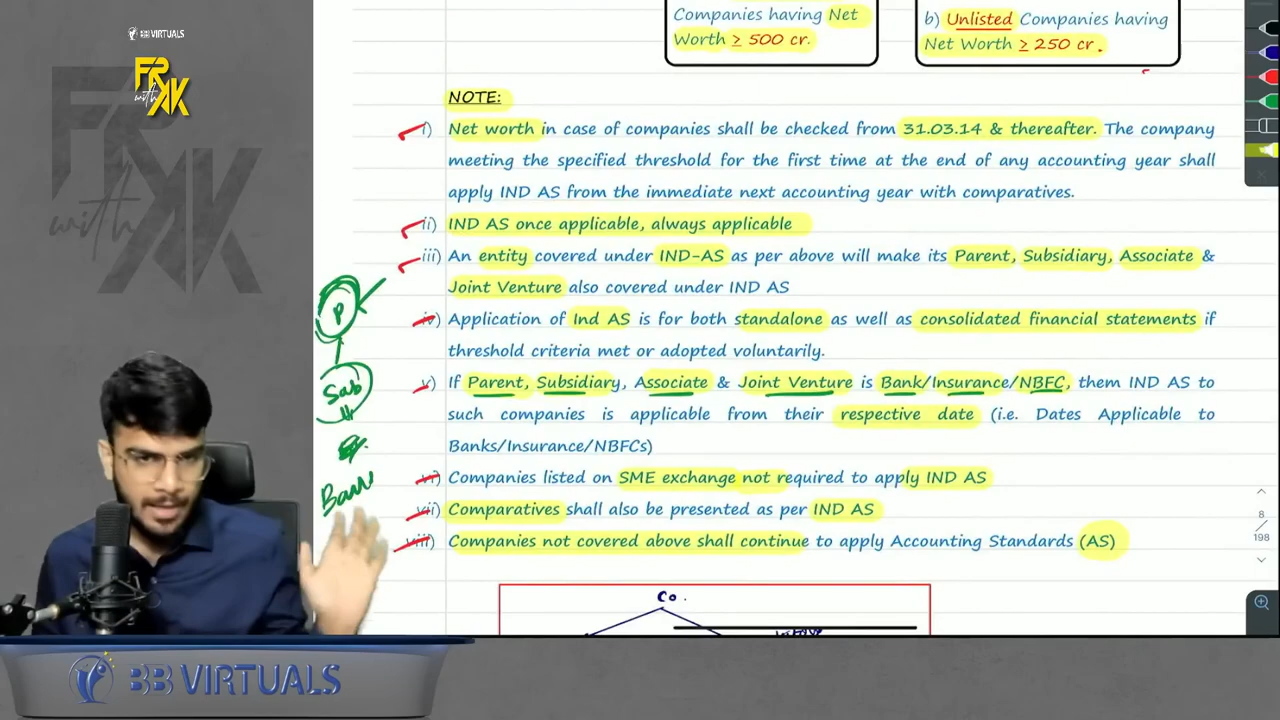 BB VIRTUALS
FR
with
AK
FR
with
AK
Companies having Net
Worth ≥ 500 cr.
b) Unlisted Companies having
Net Worth ≥ 250 cr.
NOTE:
i) Net worth in case of companies shall be checked from 31.03.14 & thereafter. The company
meeting the specified threshold for the first time at the end of any accounting year shall
apply IND AS from the immediate next accounting year with comparatives.
ii) IND AS once applicable, always applicable
iii) An entity covered under IND-AS as per above will make its Parent, Subsidiary, Associate &
Joint Venture also covered under IND AS
iv) Application of Ind AS is for both standalone as well as consolidated financial statements if
threshold criteria met or adopted voluntarily.
v) If Parent, Subsidiary, Associate & Joint Venture is Bank/Insurance/NBFC, them IND AS to
such companies is applicable from their respective date (i.e. Dates Applicable to
Banks/Insurance/NBFCs)
vi) Companies listed on SME exchange not required to apply IND AS
vii) Comparatives shall also be presented as per IND AS
viii) Companies not covered above shall continue to apply Accounting Standards (AS)
P
Sub
Bank
Co.
8
198
BB VIRTUALS